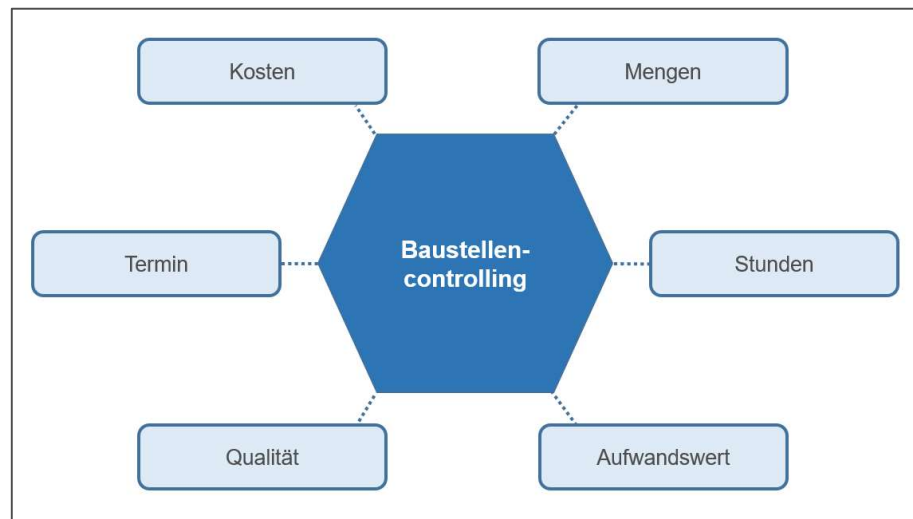 Kosten
Mengen
Termin
Baustellen-
controlling
Stunden
Qualität
Aufwandswert